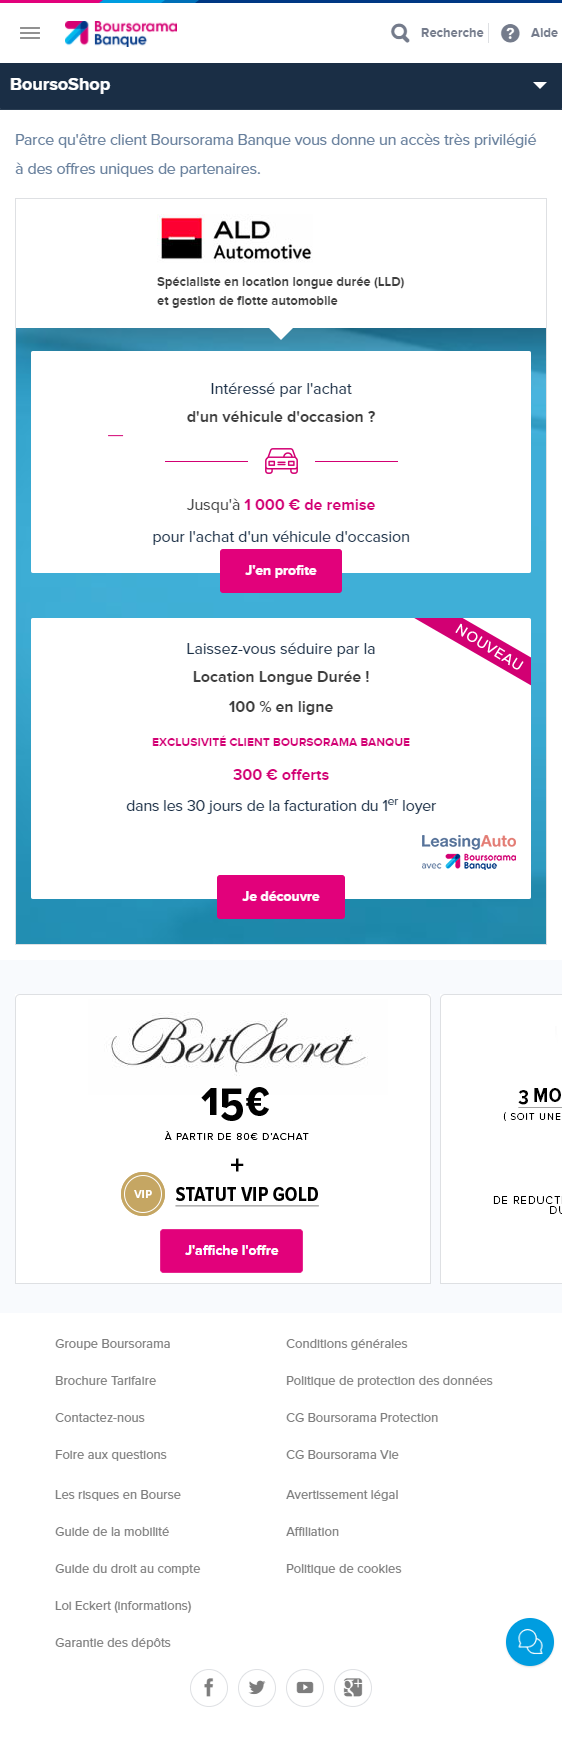 Boursorama
Banque
Recherche
Aide
BoursoShop
Parce qu'être client Boursorama Banque vous donne un accès très privilégié
à des offres uniques de partenaires.
ALD
Automotive
Spécialiste en location longue durée (LLD)
et gestion de flotte automobile
Intéressé par l'achat
d'un véhicule d'occasion ?
Jusqu'à 1 000 € de remise
pour l'achat d'un véhicule d'occasion
J'en profite
NOUVEAU
Laissez-vous séduire par la
Location Longue Durée !
100 % en ligne
EXCLUSIVITÉ CLIENT BOURSORAMA BANQUE
300 € offerts
dans les 30 jours de la facturation du 1er loyer
LeasingAuto
avec Boursorama
Banque
Je découvre
BestSecret
15€
À PARTIR DE 80€ D'ACHAT
+
VIP
STATUT VIP GOLD
J'affiche l'offre
3 MO
( SOIT UNE
DE REDUCTI
DU
Groupe Boursorama
Conditions générales
Brochure Tarifaire
Politique de protection des données
Contactez-nous
CG Boursorama Protection
Foire aux questions
CG Boursorama Vie
Les risques en Bourse
Avertissement légal
Guide de la mobilité
Affiliation
Guide du droit au compte
Politique de cookies
Loi Eckert (informations)
Garantie des dépôts